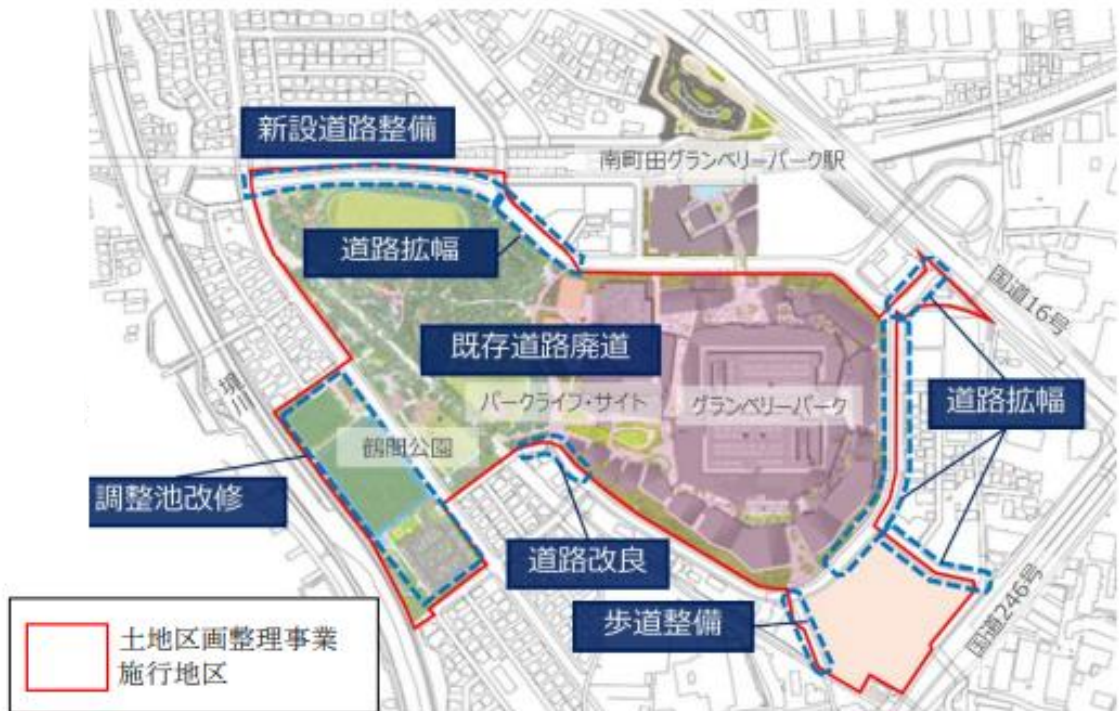 新設道路整備
南町田グランベリーパーク駅
道路拡幅
国道16号
既存道路廃道
境川
パークライフ・サイト
グランベリーパーク
道路拡幅
鶴間公園
調整池改修
道路改良
歩道整備
国道246号
土地区画整理事業
施行地区